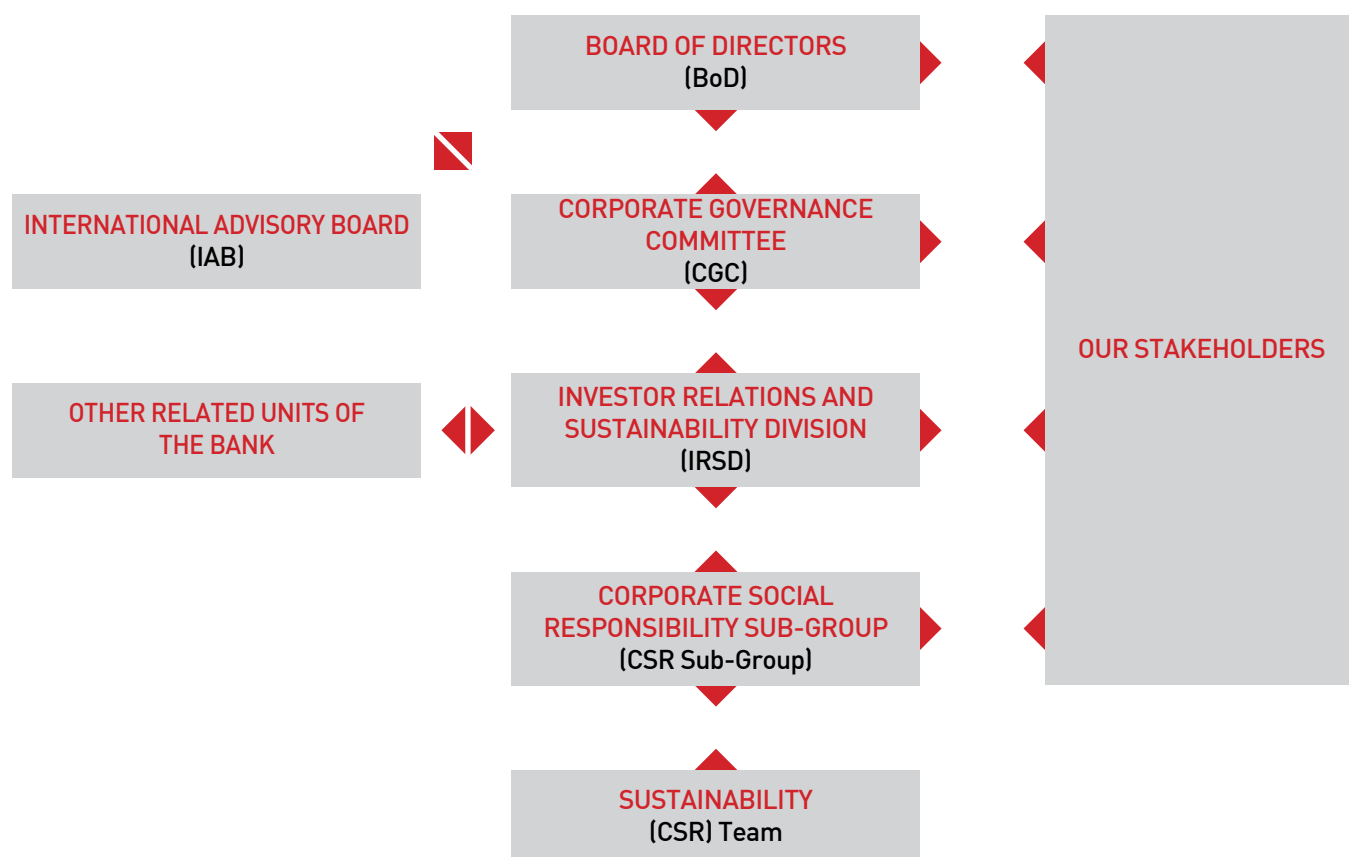 BOARD OF DIRECTORS
(BoD)
INTERNATIONAL ADVISORY BOARD
(IAB)
CORPORATE GOVERNANCE
COMMITTEE
(CGC)
OUR STAKEHOLDERS
OTHER RELATED UNITS OF
THE BANK
INVESTOR RELATIONS AND
SUSTAINABILITY DIVISION
(IRSD)
CORPORATE SOCIAL
RESPONSIBILITY SUB-GROUP
(CSR Sub-Group)
SUSTAINABILITY
(CSR) Team